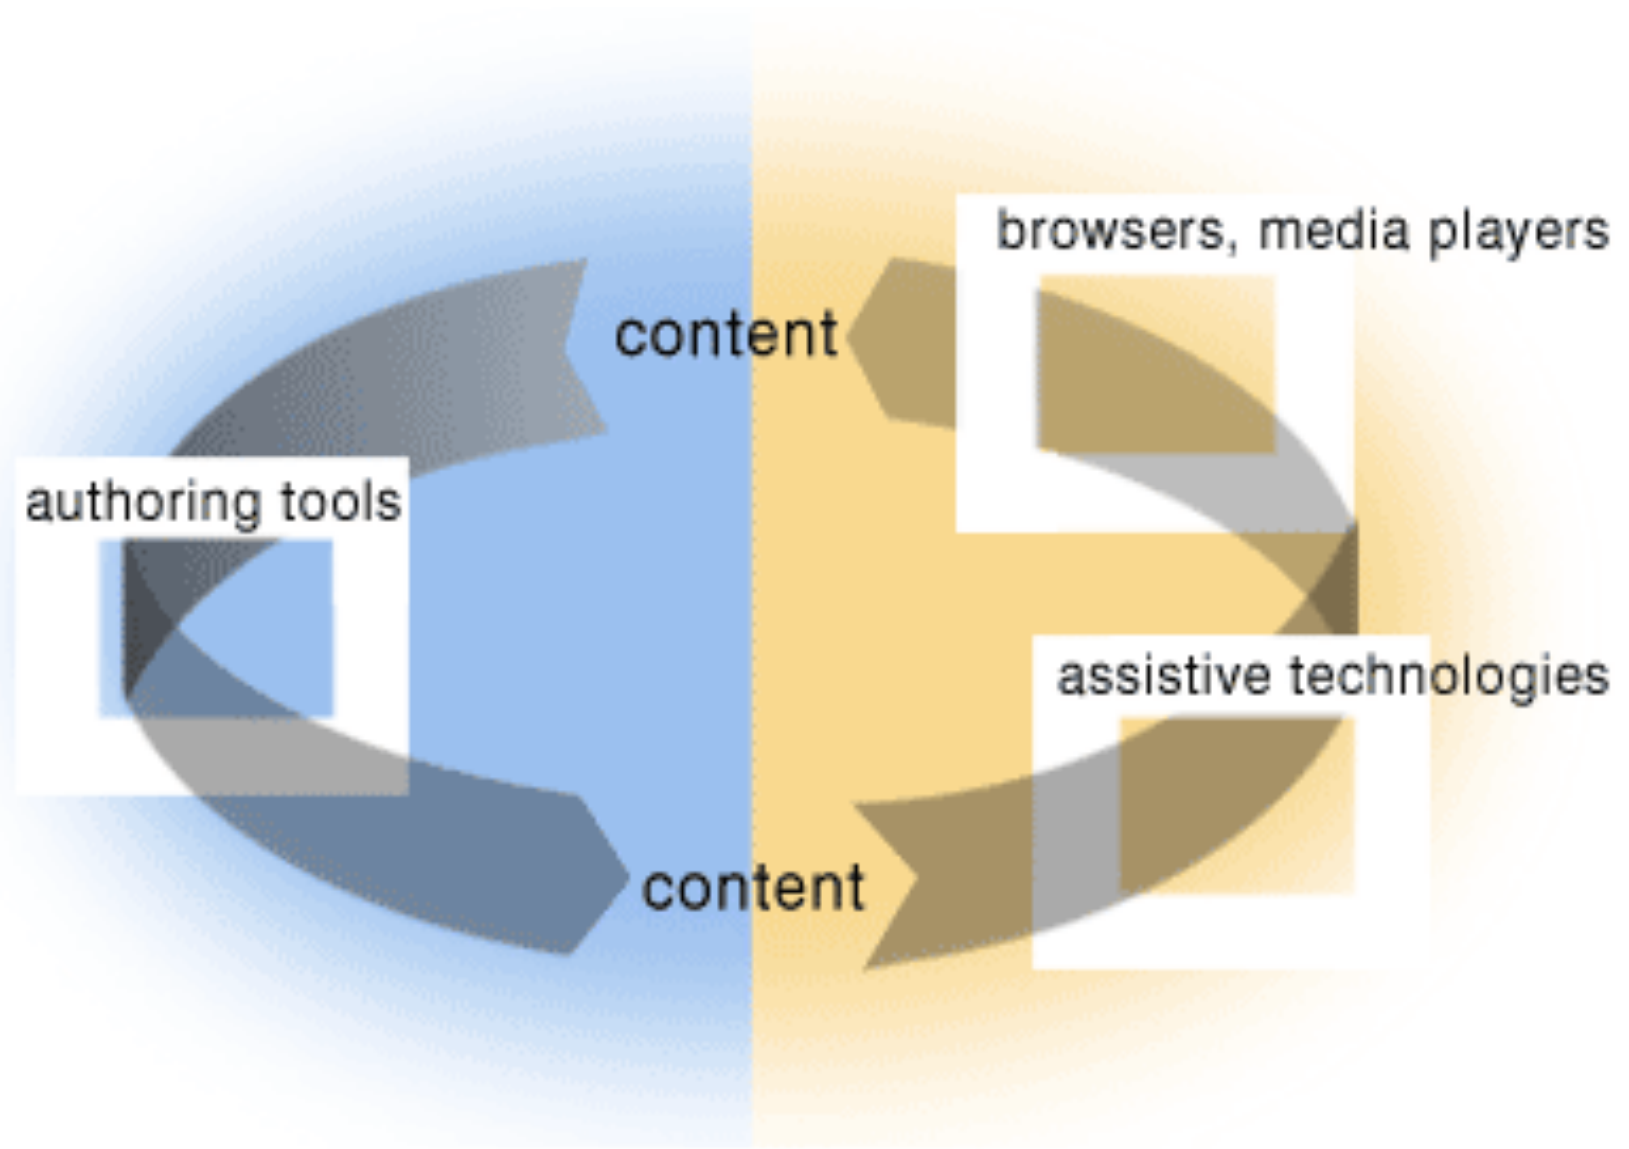 browsers, media players
content
authoring tools
assistive technologies
content